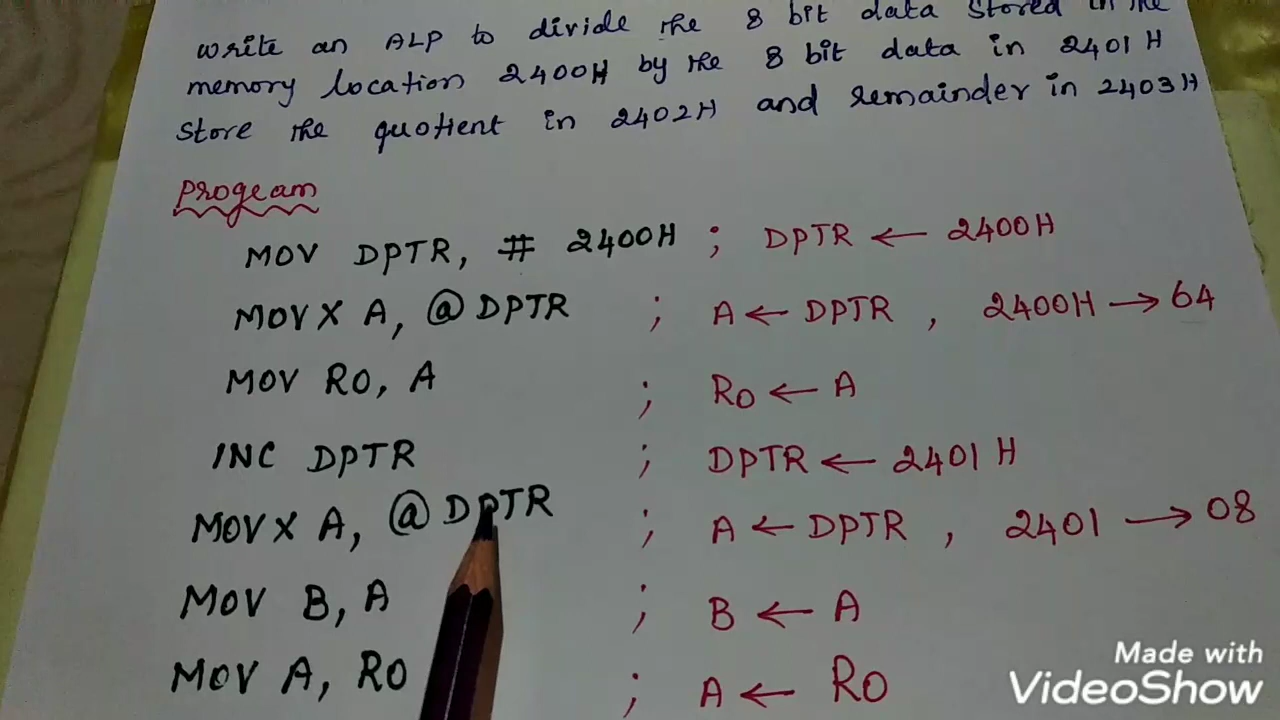 write an ALP to divide the 8 bit data stored in the
memory location 2400H by the 8 bit data in 2401 H
store the quotient in 2402H and remainder in 2403H
Program
MOV DPTR, # 2400H ; DPTR ← 2400H
MOVX A, @ DPTR ; A ← DPTR , 2400H → 64
MOV R0, A ; R0 ← A
INC DPTR ; DPTR ← 2401 H
MOVX A, @ DPTR ; A ← DPTR , 2401 → 08
MOV B, A ; B ← A
MOV A, R0 ; A ← R0
Made with
VideoShow